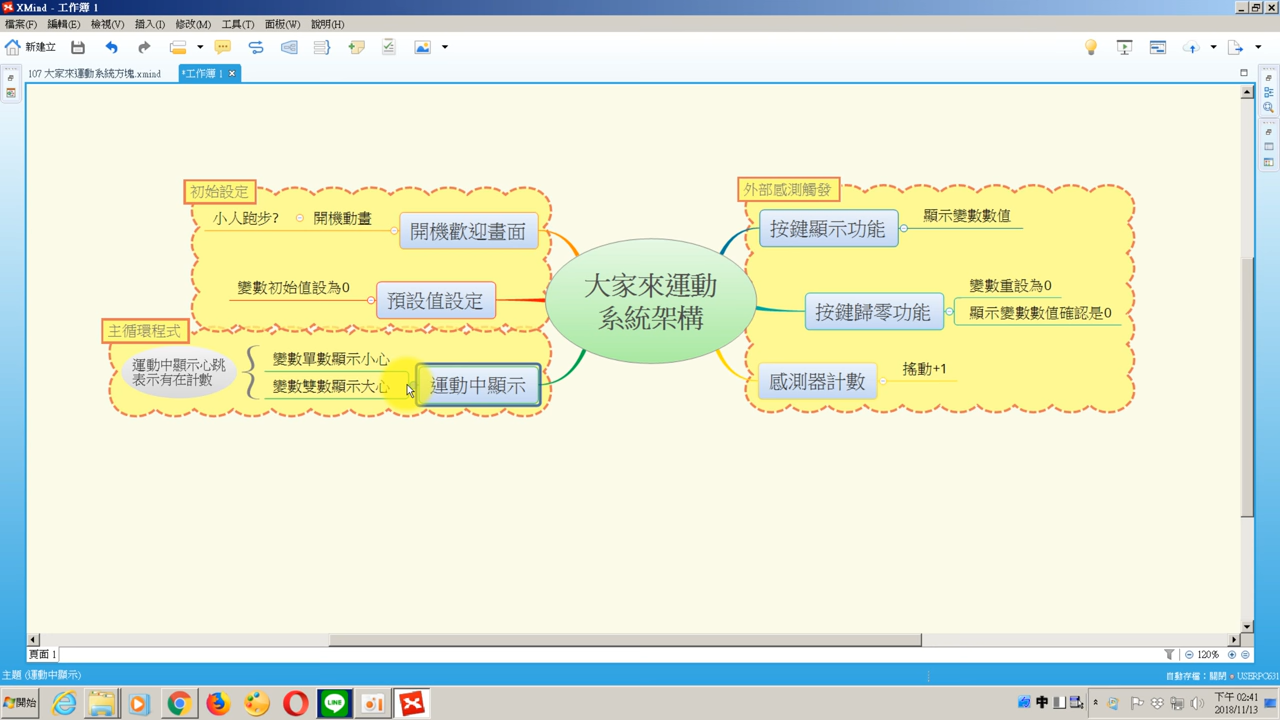 XMind - 工作簿 1
檔案(F) 編輯(E) 檢視(V) 插入(I) 修改(M) 工具(T) 面板(W) 說明(H)
新建立
107 大家來運動系統方塊.xmind
*工作簿 1
初始設定
小人跑步?
開機動畫
開機歡迎畫面
變數初始值設為0
預設值設定
主循環程式
運動中顯示心跳
表示有在計數
變數單數顯示小心
變數雙數顯示大心
運動中顯示
大家來運動
系統架構
外部感測觸發
按鍵顯示功能
顯示變數數值
按鍵歸零功能
變數重設為0
顯示變數數值確認是0
感測器計數
搖動+1
頁面 1
120%
主題 (運動中顯示)
自動存檔：關閉
USERPC631
開始
LINE
中
下午 02:41
2018/11/13